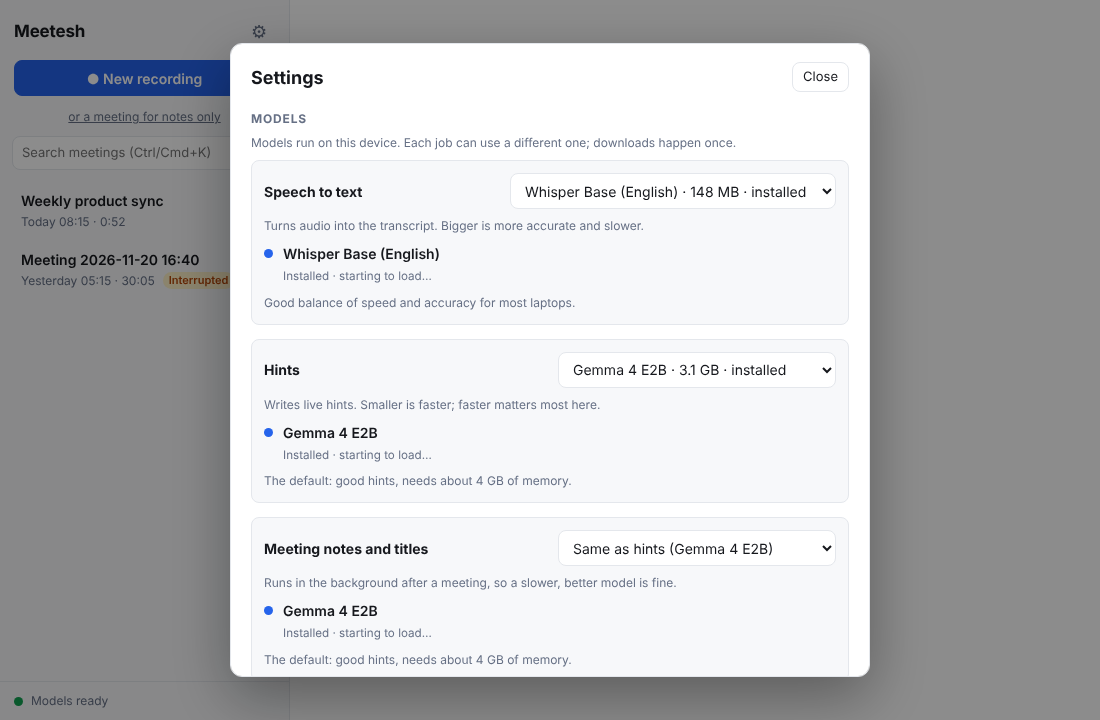 Meetesh
New recording
or a meeting for notes only
Search meetings (Ctrl/Cmd+K)
Weekly product sync
Today 08:15 · 0:52
Meeting 2026-11-20 16:40
Yesterday 05:15 · 30:05 Interrupted
Models ready
Settings
Close
MODELS
Models run on this device. Each job can use a different one; downloads happen once.
Speech to text
Whisper Base (English) · 148 MB · installed
Turns audio into the transcript. Bigger is more accurate and slower.
Whisper Base (English)
Installed · starting to load...
Good balance of speed and accuracy for most laptops.
Hints
Gemma 4 E2B · 3.1 GB · installed
Writes live hints. Smaller is faster; faster matters most here.
Gemma 4 E2B
Installed · starting to load...
The default: good hints, needs about 4 GB of memory.
Meeting notes and titles
Same as hints (Gemma 4 E2B)
Runs in the background after a meeting, so a slower, better model is fine.
Gemma 4 E2B
Installed · starting to load...
The default: good hints, needs about 4 GB of memory.